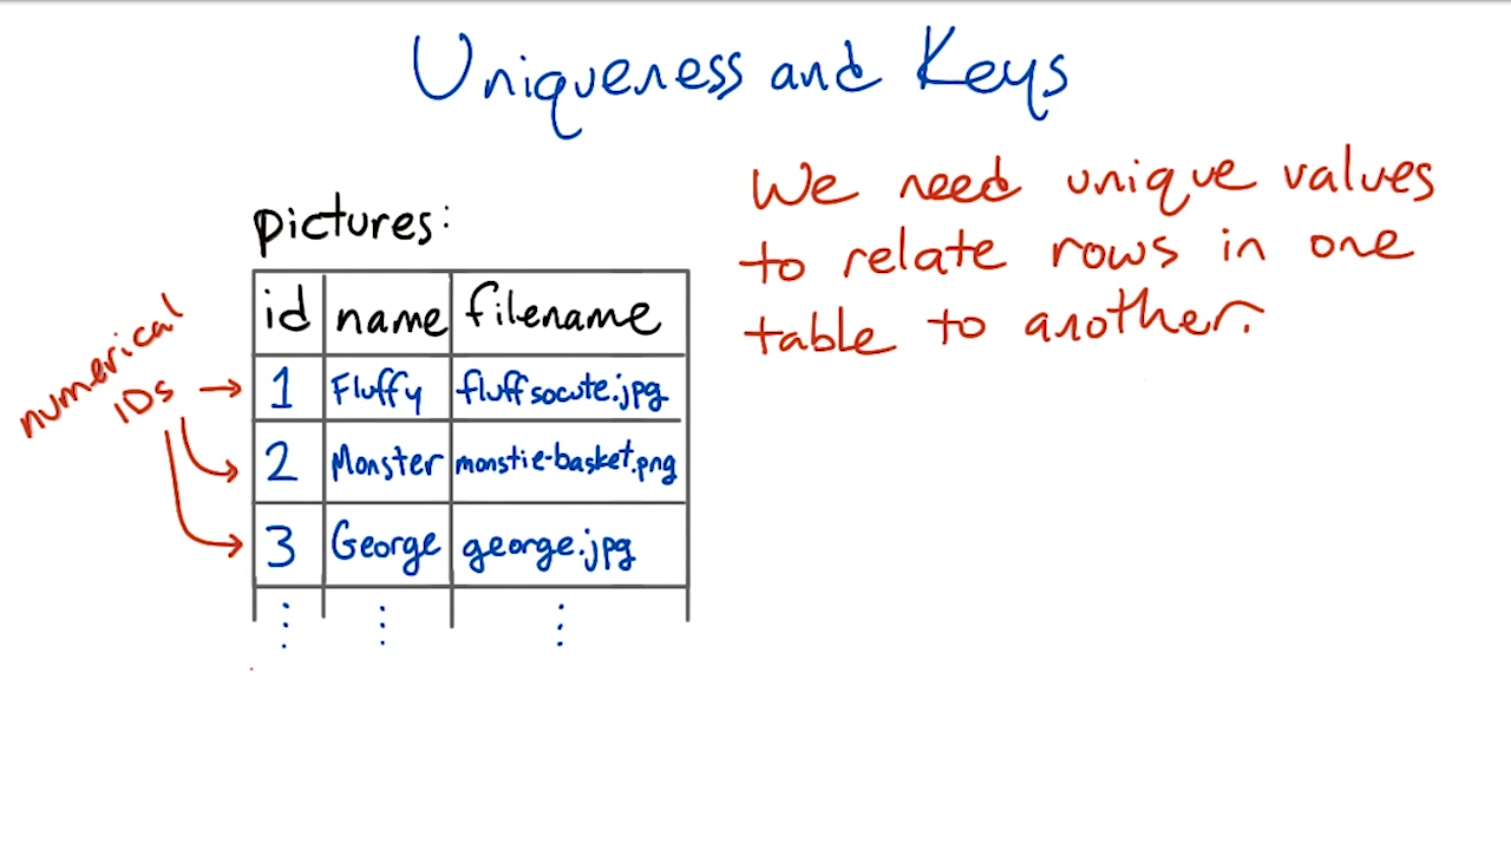 Uniqueness and Keys
We need unique values
to relate rows in one
table to another.
pictures:
id name filename
numerical
IDs
1 Fluffy fluffsocute.jpg
2 Monster monstie-basket.png
3 George george.jpg